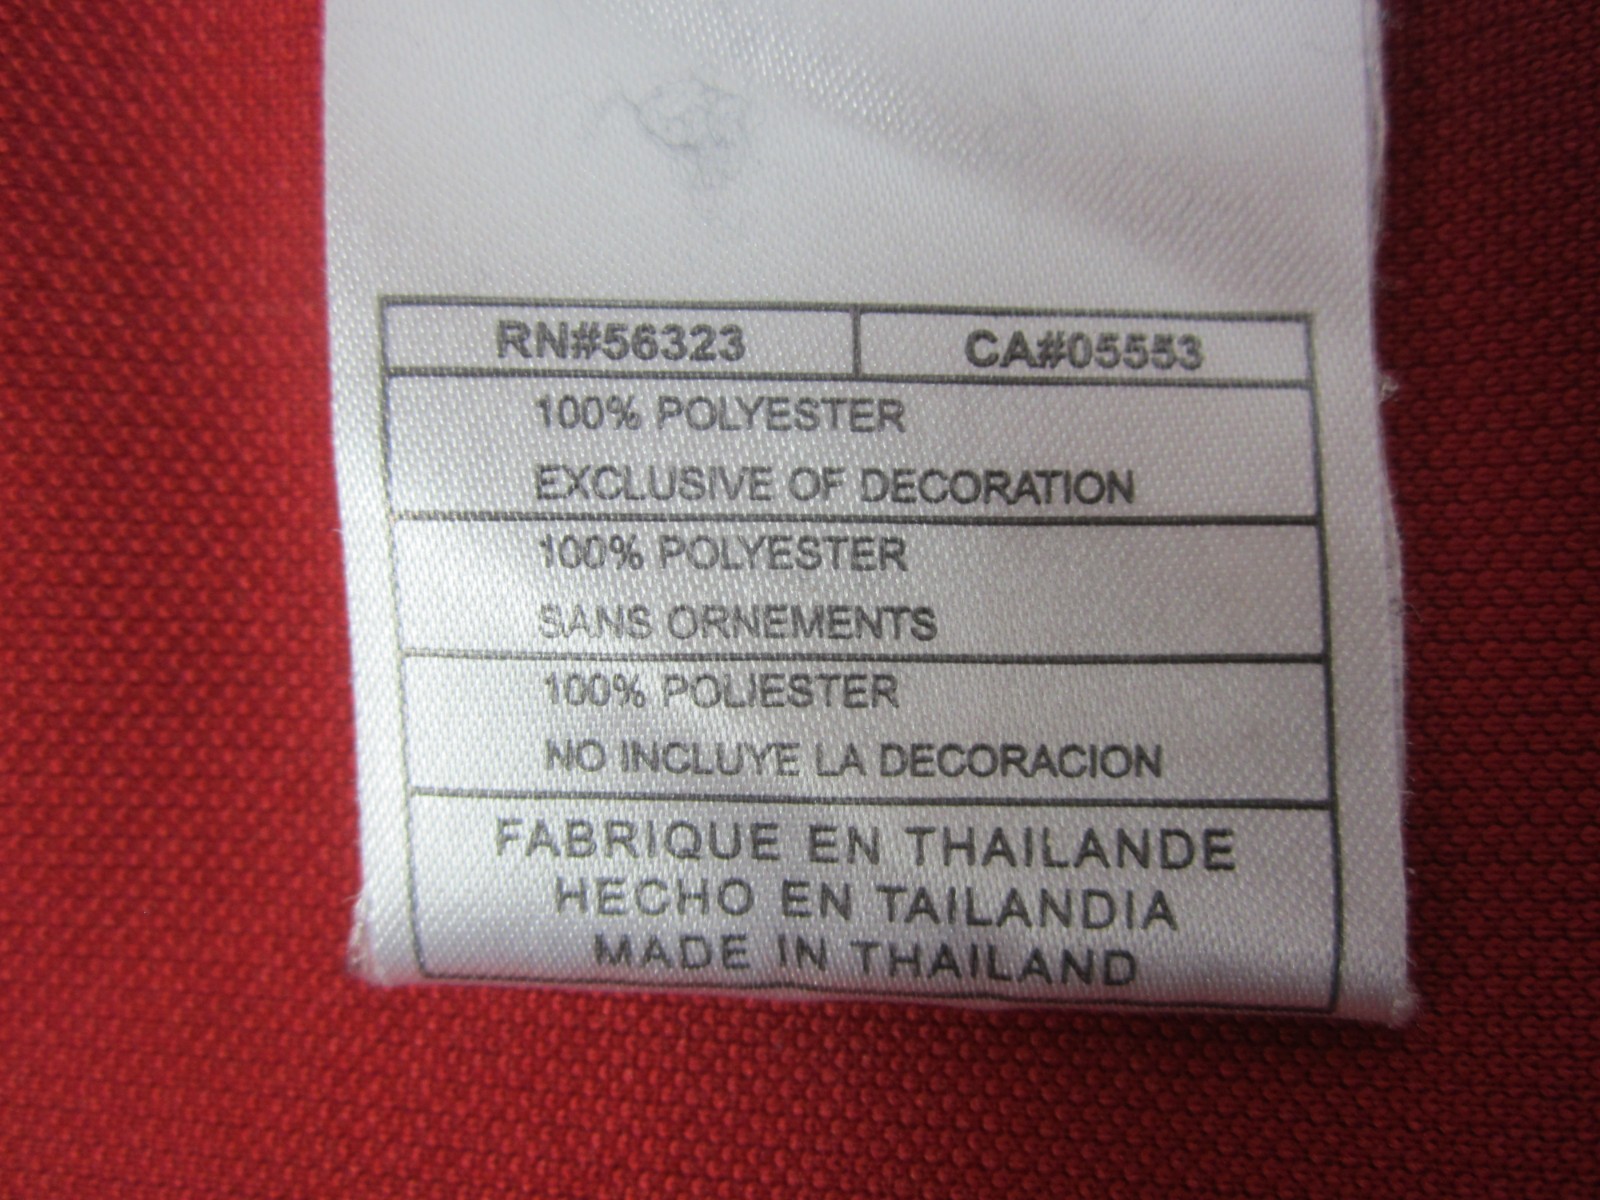 RN#56323 CA#05553
100% POLYESTER
EXCLUSIVE OF DECORATION
100% POLYESTER
SANS ORNEMENTS
100% POLIESTER
NO INCLUYE LA DECORACION
FABRIQUE EN THAILANDE
HECHO EN TAILANDIA
MADE IN THAILAND